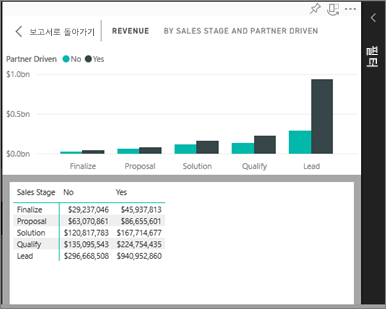 보고서로 돌아가기 REVENUE BY SALES STAGE AND PARTNER DRIVEN
필터
Partner Driven No Yes
$1.0bn
$0.5bn
$0.0bn
Finalize Proposal Solution Qualify Lead
Sales Stage No Yes
Finalize $29,237,046 $45,937,813
Proposal $63,070,861 $86,655,601
Solution $120,817,783 $167,714,677
Qualify $135,095,543 $224,754,435
Lead $296,668,508 $940,952,860